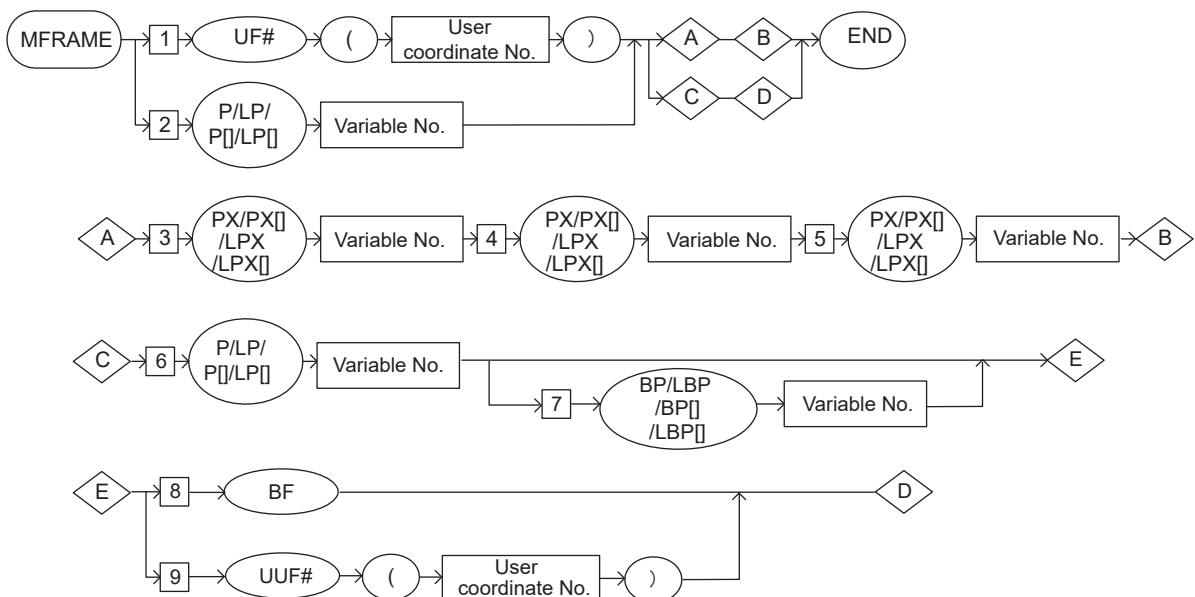 MFRAME
1
UF#
(
User
coordinate No.
)
A
B
END
C
D
2
P/LP/
P[]/LP[]
Variable No.
A
3
PX/PX[]
/LPX
/LPX[]
Variable No.
4
PX/PX[]
/LPX
/LPX[]
Variable No.
5
PX/PX[]
/LPX
/LPX[]
Variable No.
B
C
6
P/LP/
P[]/LP[]
Variable No.
E
7
BP/LBP
/BP[]
/LBP[]
Variable No.
E
8
BF
D
9
UUF#
(
User
coordinate No.
)